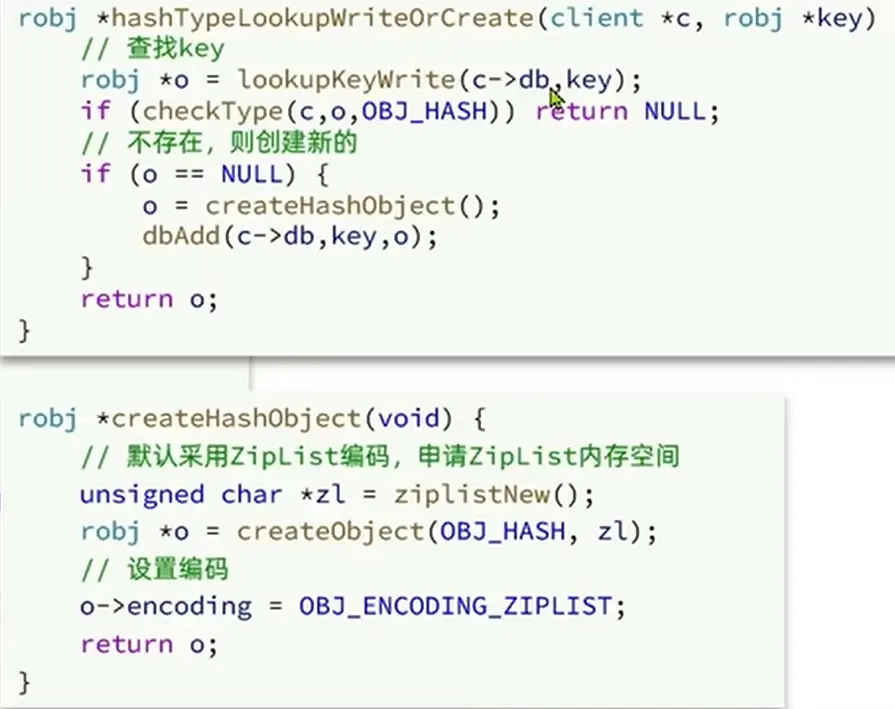 robj *hashTypeLookupWriteOrCreate(client *c, robj *key)
// 查找key
robj *o = lookupKeyWrite(c->db,key);
if (checkType(c,o,OBJ_HASH)) return NULL;
// 不存在，则创建新的
if (o == NULL) {
o = createHashObject();
dbAdd(c->db,key,o);
}
return o;
}
robj *createHashObject(void) {
// 默认采用ZipList编码，申请ZipList内存空间
unsigned char *zl = ziplistNew();
robj *o = createObject(OBJ_HASH, zl);
// 设置编码
o->encoding = OBJ_ENCODING_ZIPLIST;
return o;
}